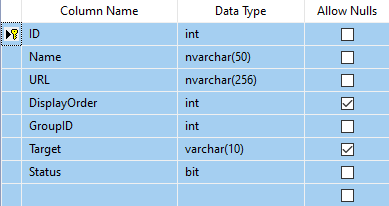 Column Name Data Type Allow Nulls
ID int
Name nvarchar(50)
URL nvarchar(256)
DisplayOrder int
GroupID int
Target varchar(10)
Status bit